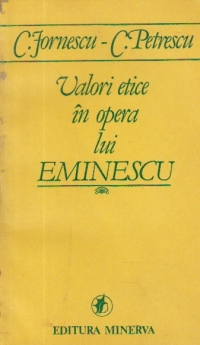 C. Jornescu - C. Petrescu
Valori etice
în opera
lui
EMINESCU
EDITURA MINERVA